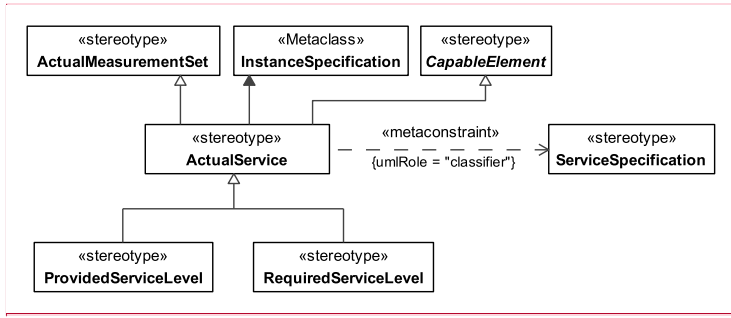 «stereotype»
ActualMeasurementSet
«Metaclass»
InstanceSpecification
«stereotype»
CapableElement
«stereotype»
ActualService
«metaconstraint»
{umlRole = "classifier"}
«stereotype»
ServiceSpecification
«stereotype»
ProvidedServiceLevel
«stereotype»
RequiredServiceLevel